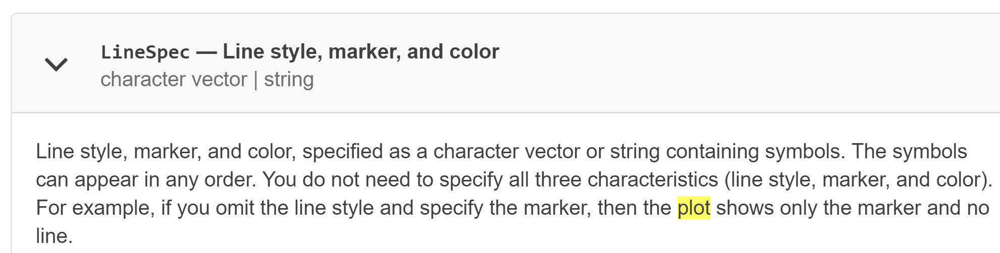 LineSpec — Line style, marker, and color
character vector | string
Line style, marker, and color, specified as a character vector or string containing symbols. The symbols
can appear in any order. You do not need to specify all three characteristics (line style, marker, and color).
For example, if you omit the line style and specify the marker, then the plot shows only the marker and no
line.